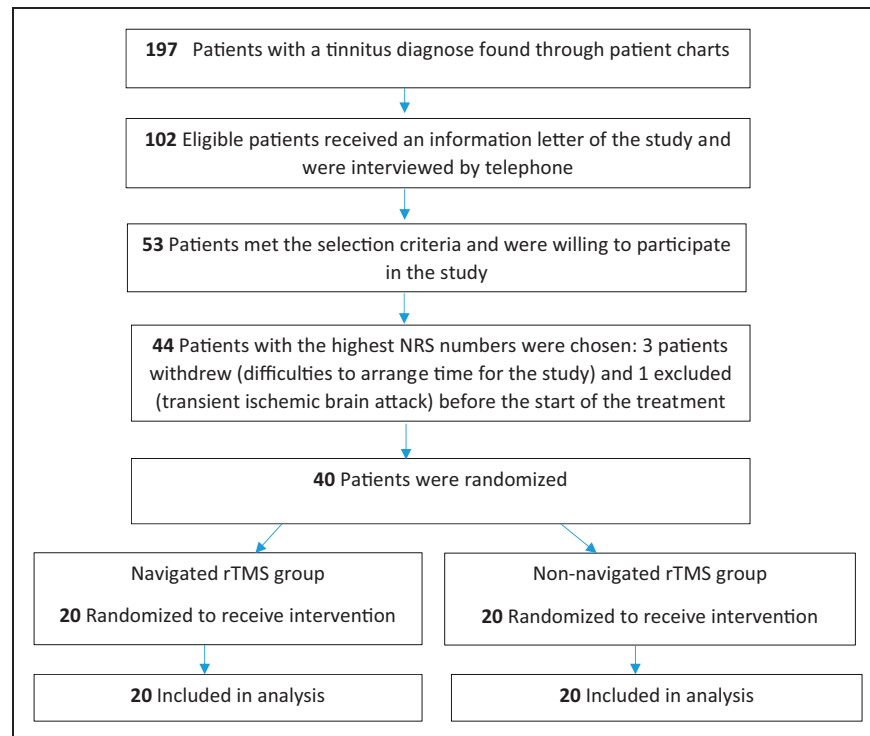 197 Patients with a tinnitus diagnose found through patient charts
102 Eligible patients received an information letter of the study and
were interviewed by telephone
53 Patients met the selection criteria and were willing to participate
in the study
44 Patients with the highest NRS numbers were chosen: 3 patients
withdrew (difficulties to arrange time for the study) and 1 excluded
(transient ischemic brain attack) before the start of the treatment
40 Patients were randomized
Navigated rTMS group
20 Randomized to receive intervention
Non-navigated rTMS group
20 Randomized to receive intervention
20 Included in analysis
20 Included in analysis